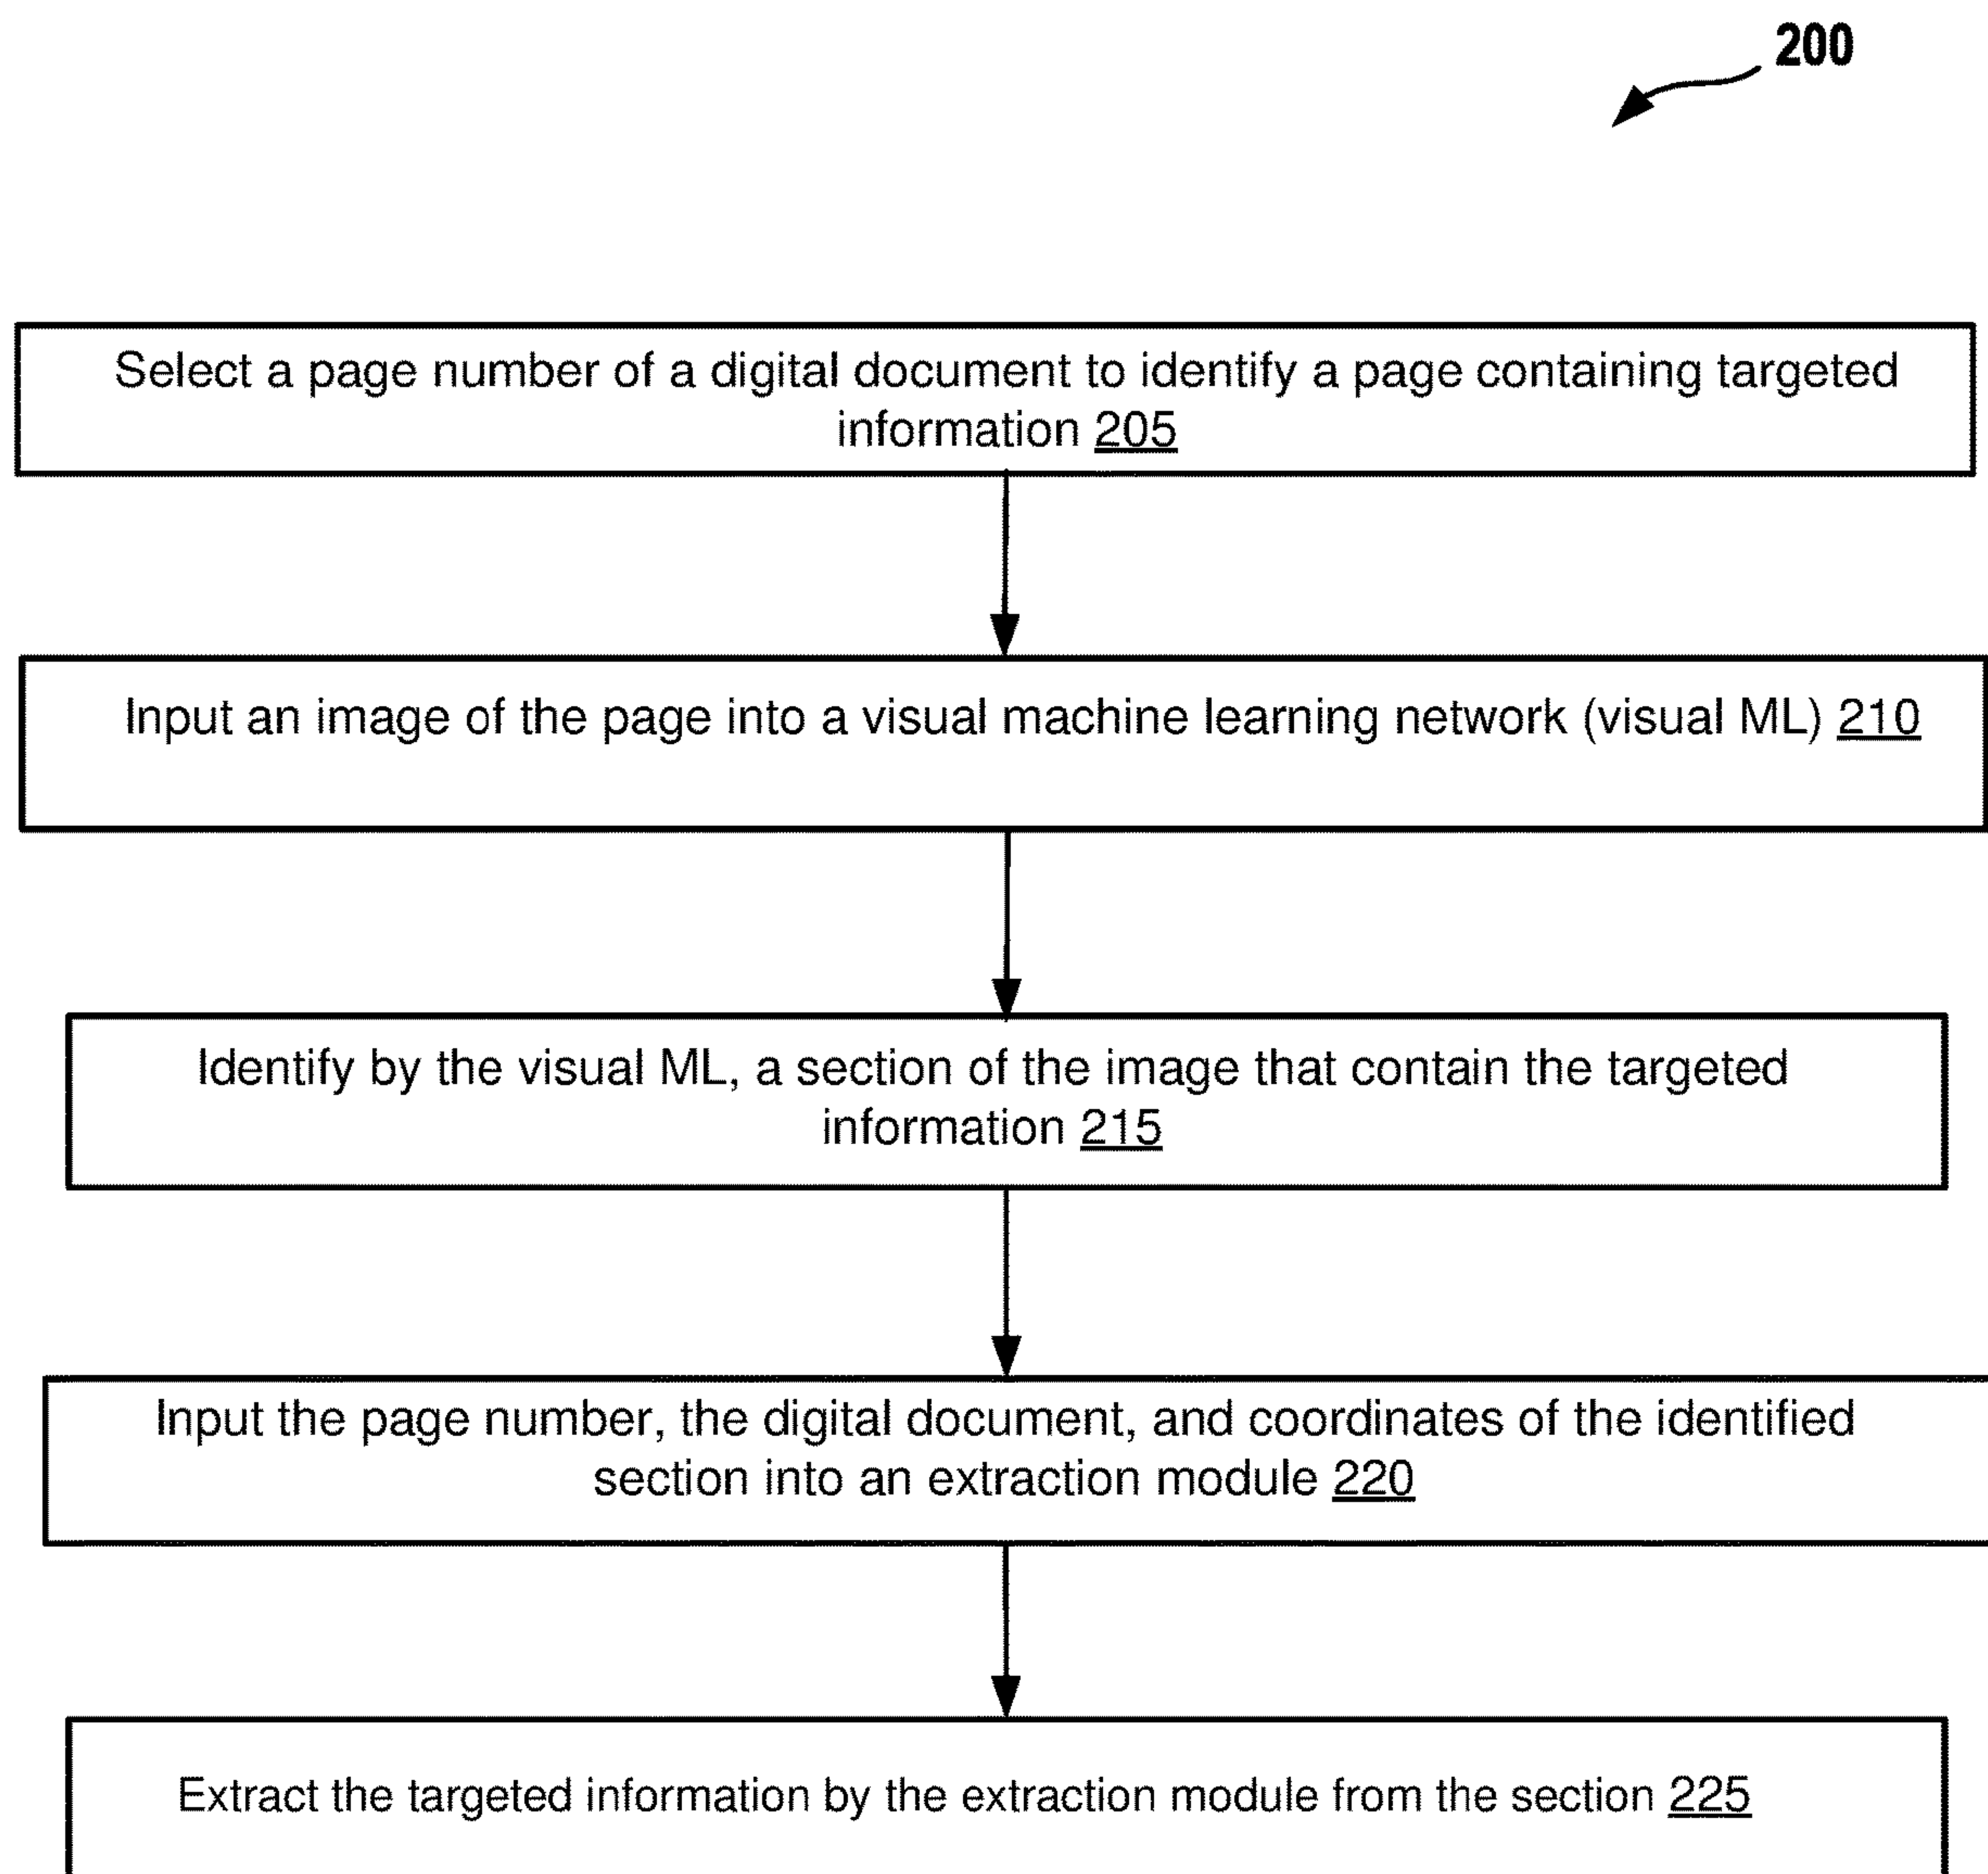 200
Select a page number of a digital document to identify a page containing targeted
information 205
Input an image of the page into a visual machine learning network (visual ML) 210
Identify by the visual ML, a section of the image that contain the targeted
information 215
Input the page number, the digital document, and coordinates of the identified
section into an extraction module 220
Extract the targeted information by the extraction module from the section 225